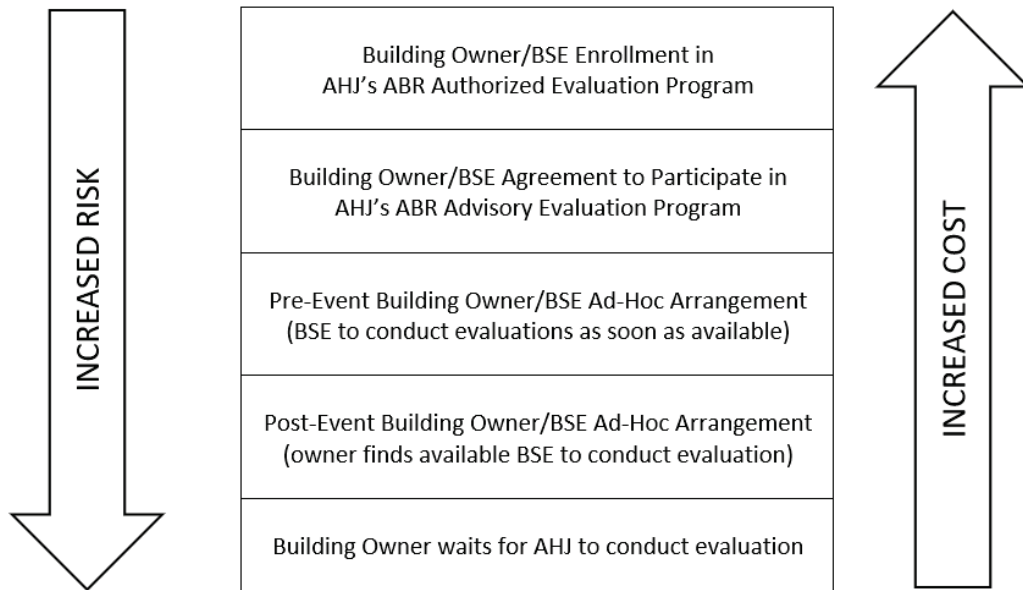 INCREASED RISK
Building Owner/BSE Enrollment in
AHJ's ABR Authorized Evaluation Program
Building Owner/BSE Agreement to Participate in
AHJ's ABR Advisory Evaluation Program
Pre-Event Building Owner/BSE Ad-Hoc Arrangement
(BSE to conduct evaluations as soon as available)
Post-Event Building Owner/BSE Ad-Hoc Arrangement
(owner finds available BSE to conduct evaluation)
Building Owner waits for AHJ to conduct evaluation
INCREASED COST